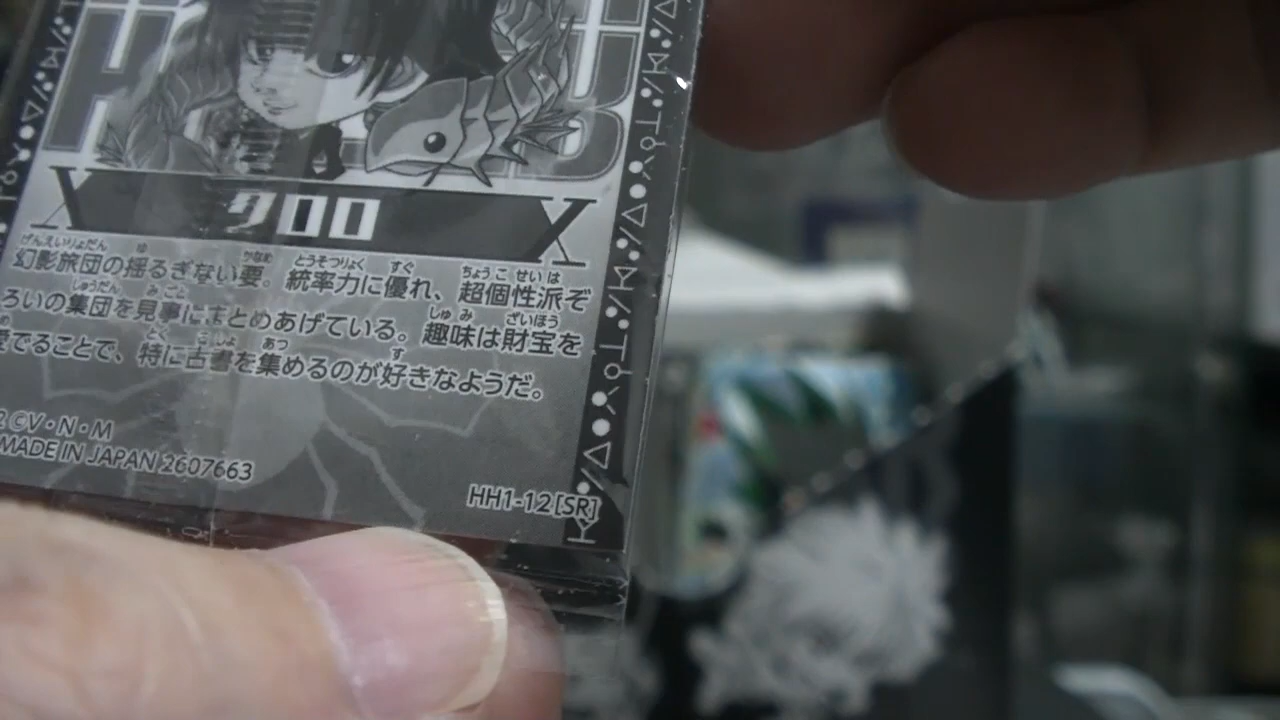 クロロ
幻影旅団の揺るぎない要。統率力に優れ、超個性派ぞ
ろいの集団を見事にまとめあげている。趣味は財宝を
愛でることで、特に古書を集めるのが好きなようだ。
©V・N・M
MADE IN JAPAN 2607663
HH1-12[SR]